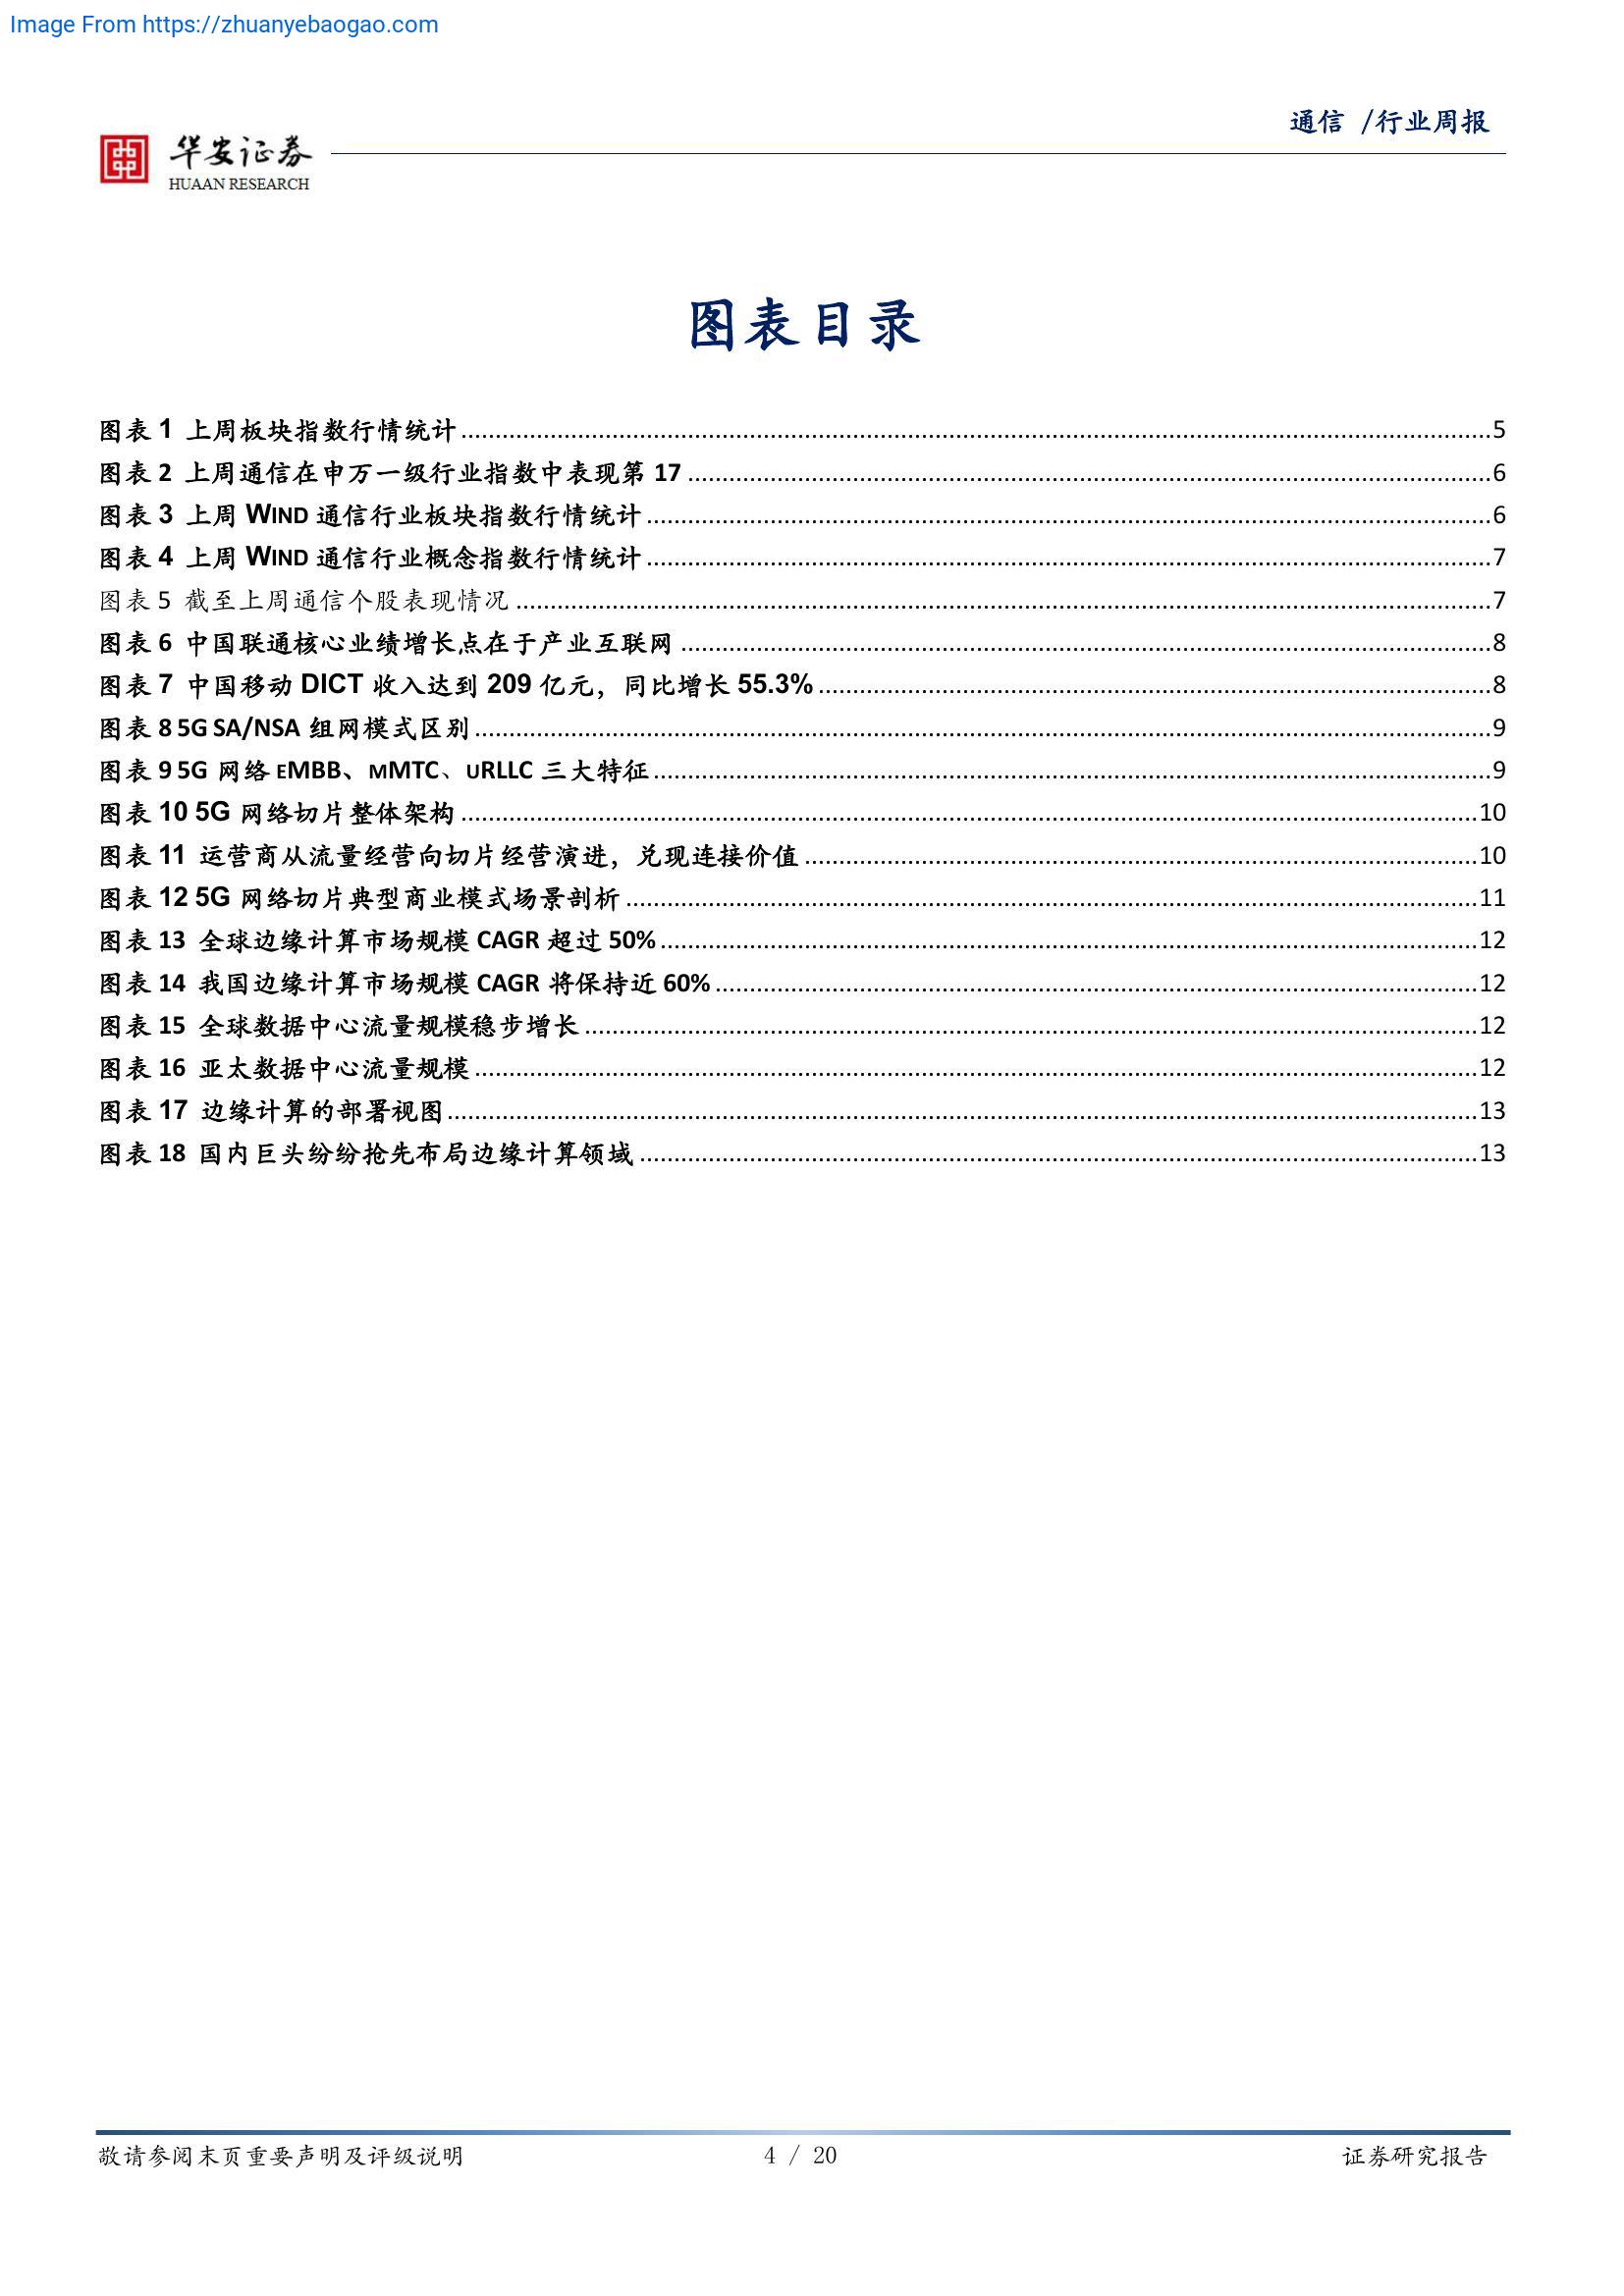 Image From https://zhuanyebaogao.com
通信 /行业周报
华安证券
HUAAN RESEARCH
图表目录
图表 1 上周板块指数行情统计 5
图表 2 上周通信在申万一级行业指数中表现第 17 6
图表 3 上周 WIND 通信行业板块指数行情统计 6
图表 4 上周 WIND 通信行业概念指数行情统计 7
图表 5 截至上周通信个股表现情况 7
图表 6 中国联通核心业绩增长点在于产业互联网 8
图表 7 中国移动 DICT 收入达到 209 亿元，同比增长 55.3% 8
图表 8 5G SA/NSA 组网模式区别 9
图表 9 5G 网络 EMBB、MMTC、URLLC 三大特征 9
图表 10 5G 网络切片整体架构 10
图表 11 运营商从流量经营向切片经营演进，兑现连接价值 10
图表 12 5G 网络切片典型商业模式场景剖析 11
图表 13 全球边缘计算市场规模 CAGR 超过 50% 12
图表 14 我国边缘计算市场规模 CAGR 将保持近 60% 12
图表 15 全球数据中心流量规模稳步增长 12
图表 16 亚太数据中心流量规模 12
图表 17 边缘计算的部署视图 13
图表 18 国内巨头纷纷抢先布局边缘计算领域 13
敬请参阅末页重要声明及评级说明 4 / 20 证券研究报告